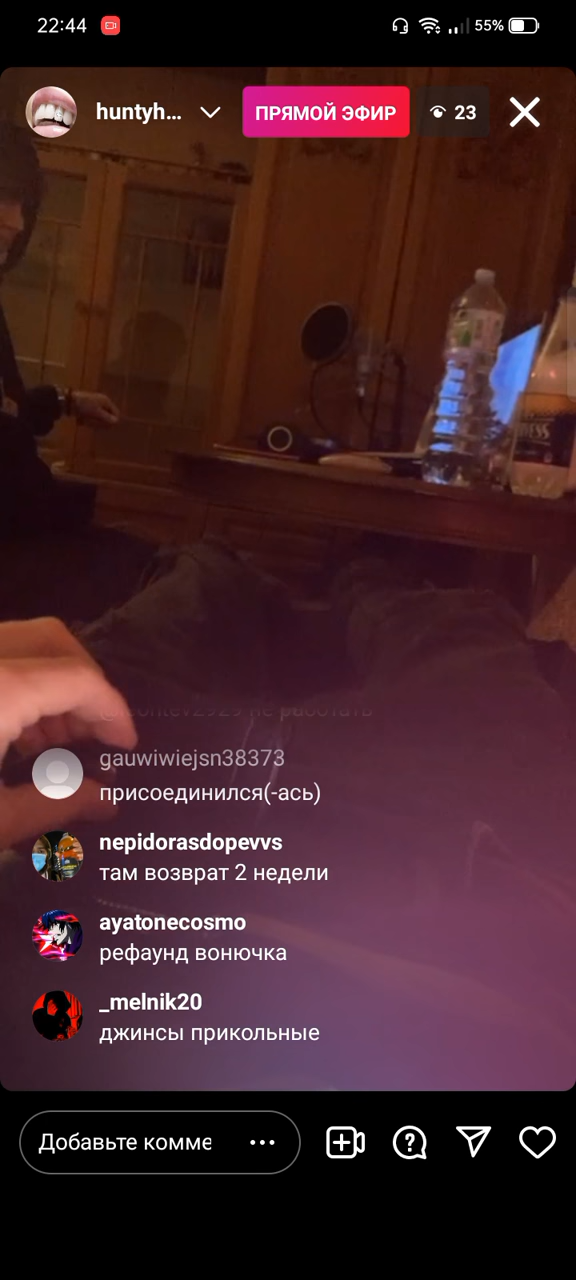 22:44
55%
huntyh...
ПРЯМОЙ ЭФИР
23
gauwiwiejsn38373
присоединился(-ась)
nepidorasdopevvs
там возврат 2 недели
ayatonecosmo
рефаунд вонючка
_melnik20
джинсы прикольные
Добавьте комме